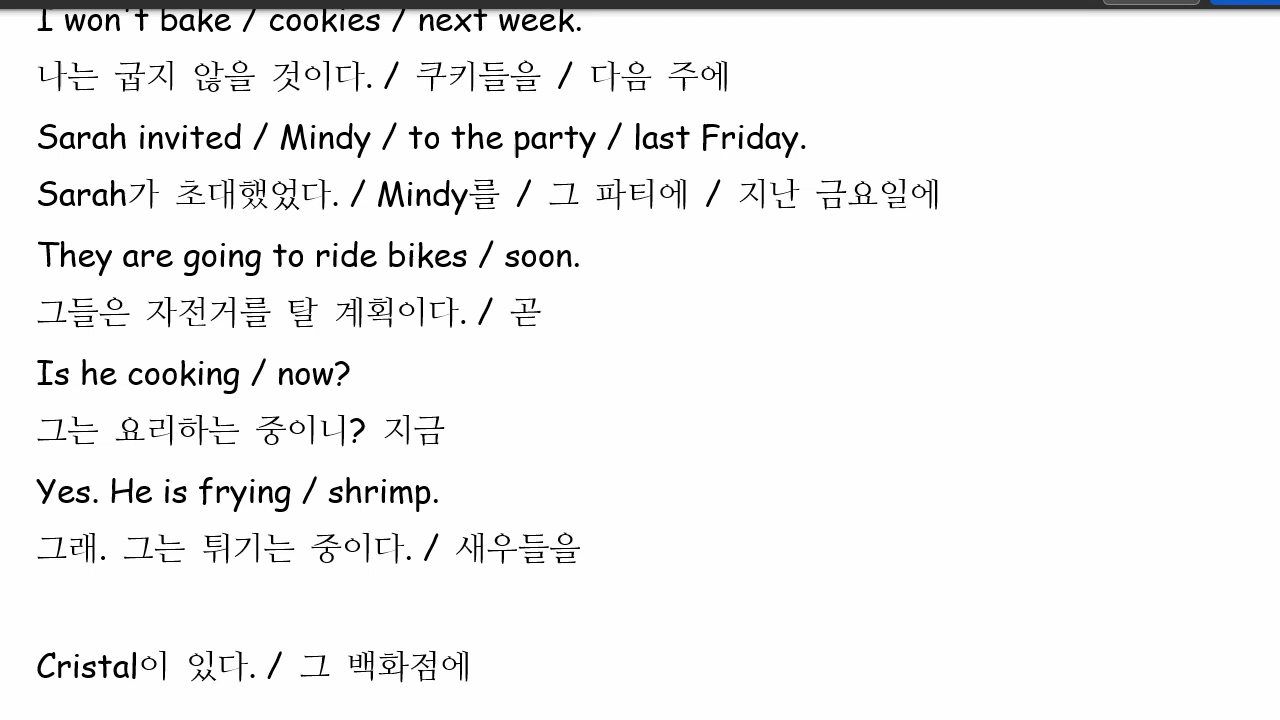 I won't bake / cookies / next week.
나는 굽지 않을 것이다. / 쿠키들을 / 다음 주에
Sarah invited / Mindy / to the party / last Friday.
Sarah가 초대했었다. / Mindy를 / 그 파티에 / 지난 금요일에
They are going to ride bikes / soon.
그들은 자전거를 탈 계획이다. / 곧
Is he cooking / now?
그는 요리하는 중이니? 지금
Yes. He is frying / shrimp.
그래. 그는 튀기는 중이다. / 새우들을
Cristal이 있다. / 그 백화점에